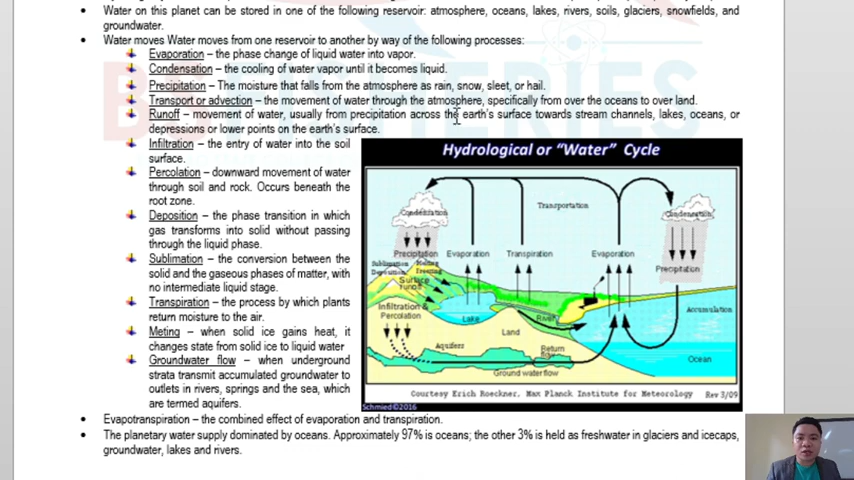 Water on this planet can be stored in one of the following reservoir: atmosphere, oceans, lakes, rivers, soils, glaciers, snowfields, and
groundwater.
Water moves Water moves from one reservoir to another by way of the following processes:
Evaporation – the phase change of liquid water into vapor.
Condensation – the cooling of water vapor until it becomes liquid.
Precipitation – The moisture that falls from the atmosphere as rain, snow, sleet, or hail.
Transport or advection – the movement of water through the atmosphere, specifically from over the oceans to over land.
Runoff – movement of water, usually from precipitation across the earth's surface towards stream channels, lakes, oceans, or
depressions or lower points on the earth's surface.
Infiltration – the entry of water into the soil
surface.
Percolation – downward movement of water
through soil and rock. Occurs beneath the
root zone.
Deposition – the phase transition in which
gas transforms into solid without passing
through the liquid phase.
Sublimation – the conversion between the
solid and the gaseous phases of matter, with
no intermediate liquid stage.
Transpiration – the process by which plants
return moisture to the air.
Meting – when solid ice gains heat, it
changes state from solid ice to liquid water
Groundwater flow – when underground
strata transmit accumulated groundwater to
outlets in rivers, springs and the sea, which
are termed aquifers.
Hydrological or "Water" Cycle
Transportation
Condensation
Condensation
Precipitation
Evaporation
Transpiration
Evaporation
Precipitation
Sublimation
Melting
Deposition
Freezing
Surface
runoff
Infiltration &
Percolation
Accumulation
Lake
River
Land
Aquifers
Return
flow
Ocean
Ground water flow
Courtesy Erich Roeckner, Max Planck Institute for Meteorology
Rev 3/09
Schmied©2016
Evapotranspiration – the combined effect of evaporation and transpiration.
The planetary water supply dominated by oceans. Approximately 97% is oceans; the other 3% is held as freshwater in glaciers and icecaps,
groundwater, lakes and rivers.